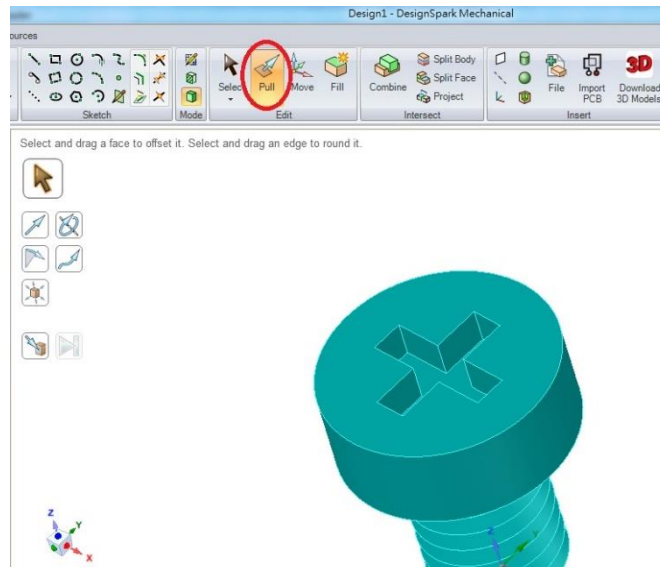 Design1 - DesignSpark Mechanical
ources
Select
Pull
Move
Fill
Combine
Split Body
Split Face
Project
File
Import
PCB
3D
Download
3D Models
Sketch
Mode
Edit
Intersect
Insert
Select and drag a face to offset it. Select and drag an edge to round it.
Z
Y
X
Z
Y